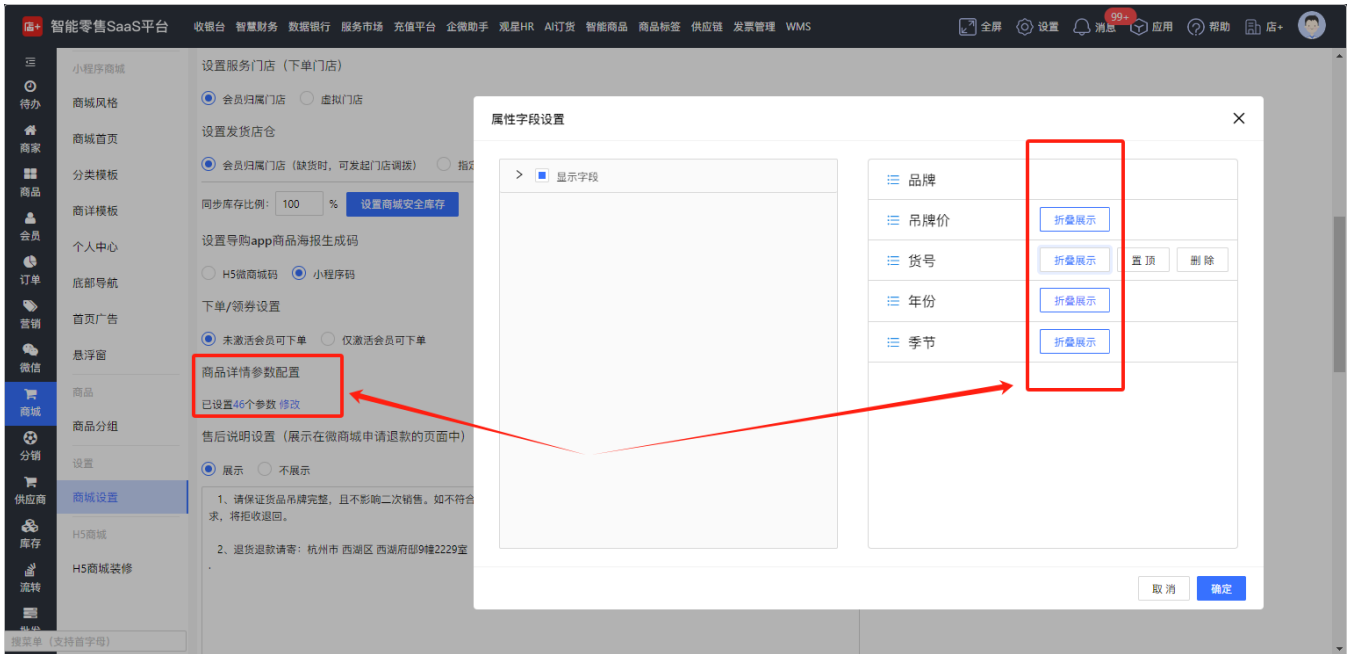 店+ 智能零售SaaS平台 收银台 智慧财务 数据银行 服务市场 充值平台 企微助手 观星HR AI订货 智能商品 商品标签 供应链 发票管理 WMS 全屏 设置 消息 99+ 应用 帮助 店+
待办
商家
商品
会员
订单
营销
微信
商城
分销
供应商
库存
流转
搜菜单（支持首字母）
小程序商城
商城风格
商城首页
分类模板
商详模板
个人中心
底部导航
首页广告
悬浮窗
商品
商品分组
设置
商城设置
H5商城
H5商城装修
设置服务门店（下单门店）
会员归属门店 虚拟门店
设置发货店仓
会员归属门店（缺货时，可发起门店调拨） 指定
同步库存比例: 100 % 设置商城安全库存
设置导购app商品海报生成码
H5微商城码 小程序码
下单/领券设置
未激活会员可下单 仅激活会员可下单
商品详情参数配置
已设置46个参数 修改
售后说明设置（展示在微商城申请退款的页面中）
展示 不展示
1、请保证货品吊牌完整，且不影响二次销售。如不符合
求，将拒收退回。
2、退货退款请寄：杭州市 西湖区 西湖府邸9幢2229室
.
属性字段设置
显示字段
品牌
吊牌价 折叠展示
货号 折叠展示 置顶 删除
年份 折叠展示
季节 折叠展示
取消 确定